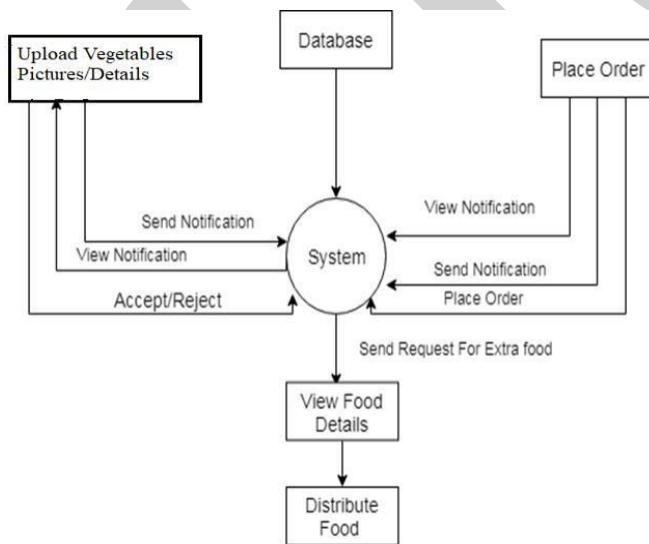 Database
Upload Vegetables
Pictures/Details
Place Order
Send Notification
View Notification
Accept/Reject
System
View Notification
Send Notification
Place Order
Send Request For Extra food
View Food
Details
Distribute
Food